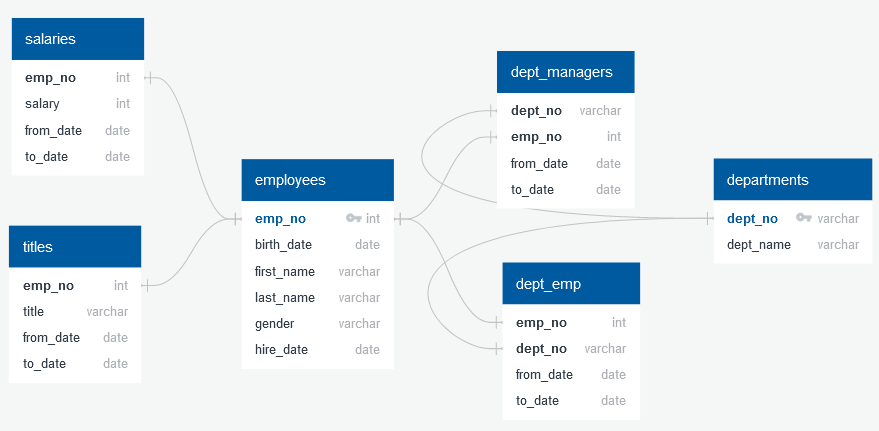 salaries
emp_no int
salary int
from_date date
to_date date
titles
emp_no int
title varchar
from_date date
to_date date
employees
emp_no int
birth_date date
first_name varchar
last_name varchar
gender varchar
hire_date date
dept_managers
dept_no varchar
emp_no int
from_date date
to_date date
dept_emp
emp_no int
dept_no varchar
from_date date
to_date date
departments
dept_no varchar
dept_name varchar